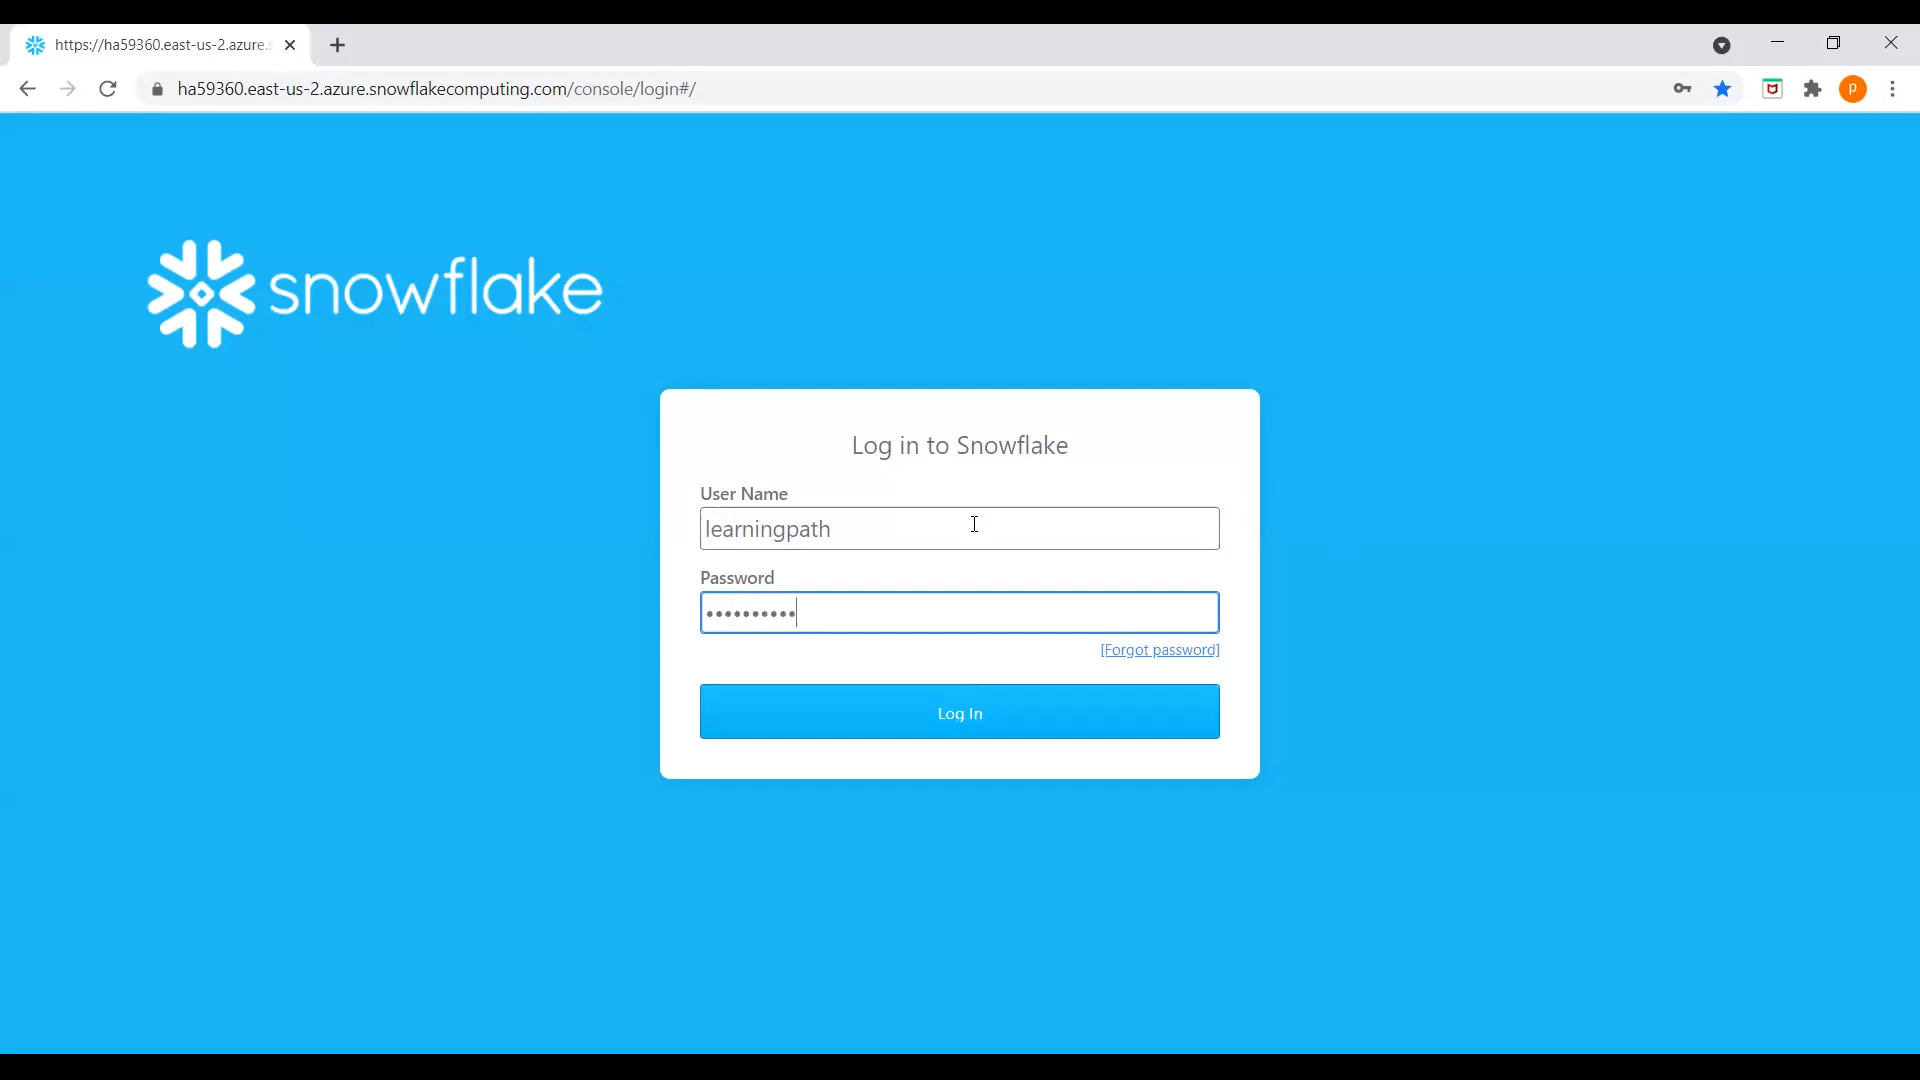 https://ha59360.east-us-2.azure.s
ha59360.east-us-2.azure.snowflakecomputing.com/console/login#/
P
snowflake
Log in to Snowflake
User Name
learningpath
Password
••••••••••
[Forgot password]
Log In